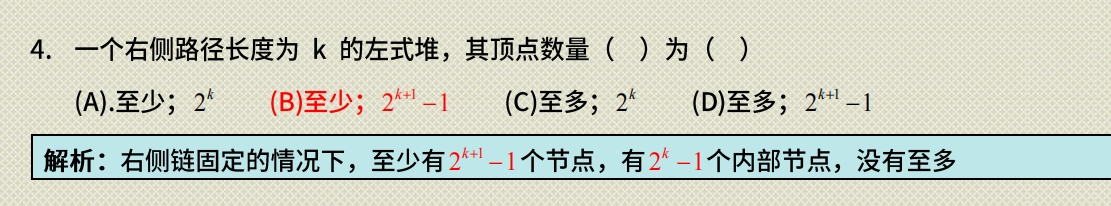 4. 一个右侧路径长度为 k 的左式堆，其顶点数量（ ）为（ ）
(A).至少；2^k (B)至少；2^{k+1}－1 (C)至多；2^k (D)至多；2^{k+1}－1
解析：右侧链固定的情况下，至少有2^{k+1}－1个节点，有2^k－1个内部节点，没有至多